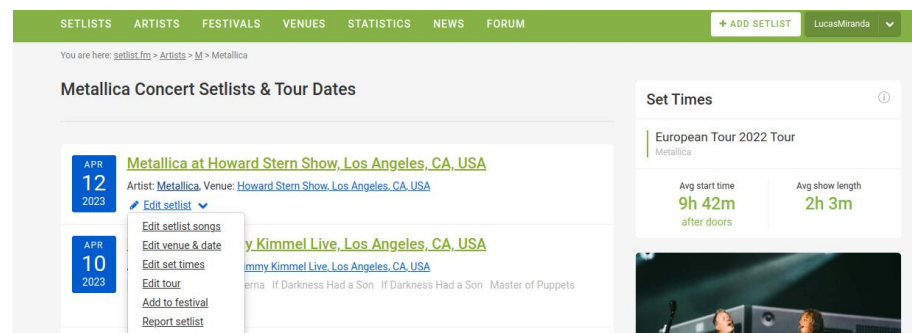 SETLISTS ARTISTS FESTIVALS VENUES STATISTICS NEWS FORUM + ADD SETLIST LucasMiranda
You are here: setlist.fm > Artists > M > Metallica
Metallica Concert Setlists & Tour Dates
APR
12
2023
Metallica at Howard Stern Show, Los Angeles, CA, USA
Artist: Metallica, Venue: Howard Stern Show, Los Angeles, CA, USA
Edit setlist
Edit setlist songs
Edit venue & date
Edit set times
Edit tour
Add to festival
Report setlist
APR
10
2023
y Kimmel Live, Los Angeles, CA, USA
mmy Kimmel Live, Los Angeles, CA, USA
erna If Darkness Had a Son If Darkness Had a Son Master of Puppets
Set Times
European Tour 2022 Tour
Metallica
Avg start time
9h 42m
after doors
Avg show length
2h 3m